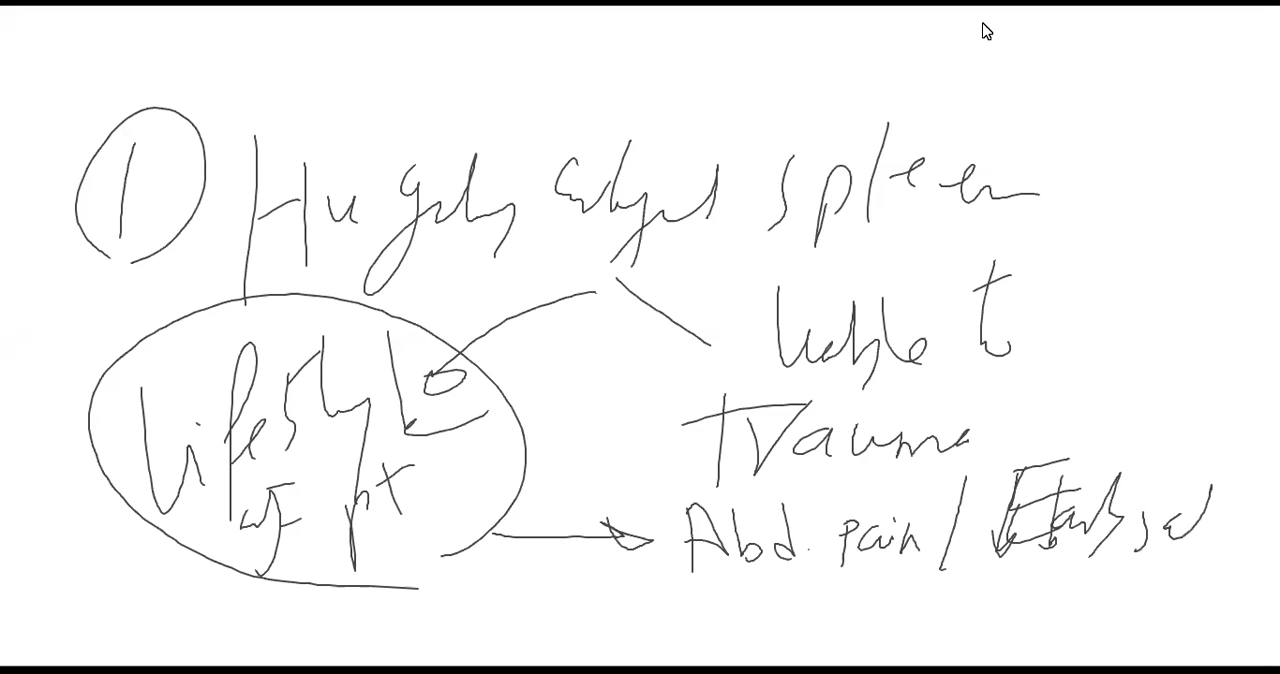 ① Hugely enlarged spleen
liable to
Trauma
Lifestyle
of pt
→ Abd. pain /